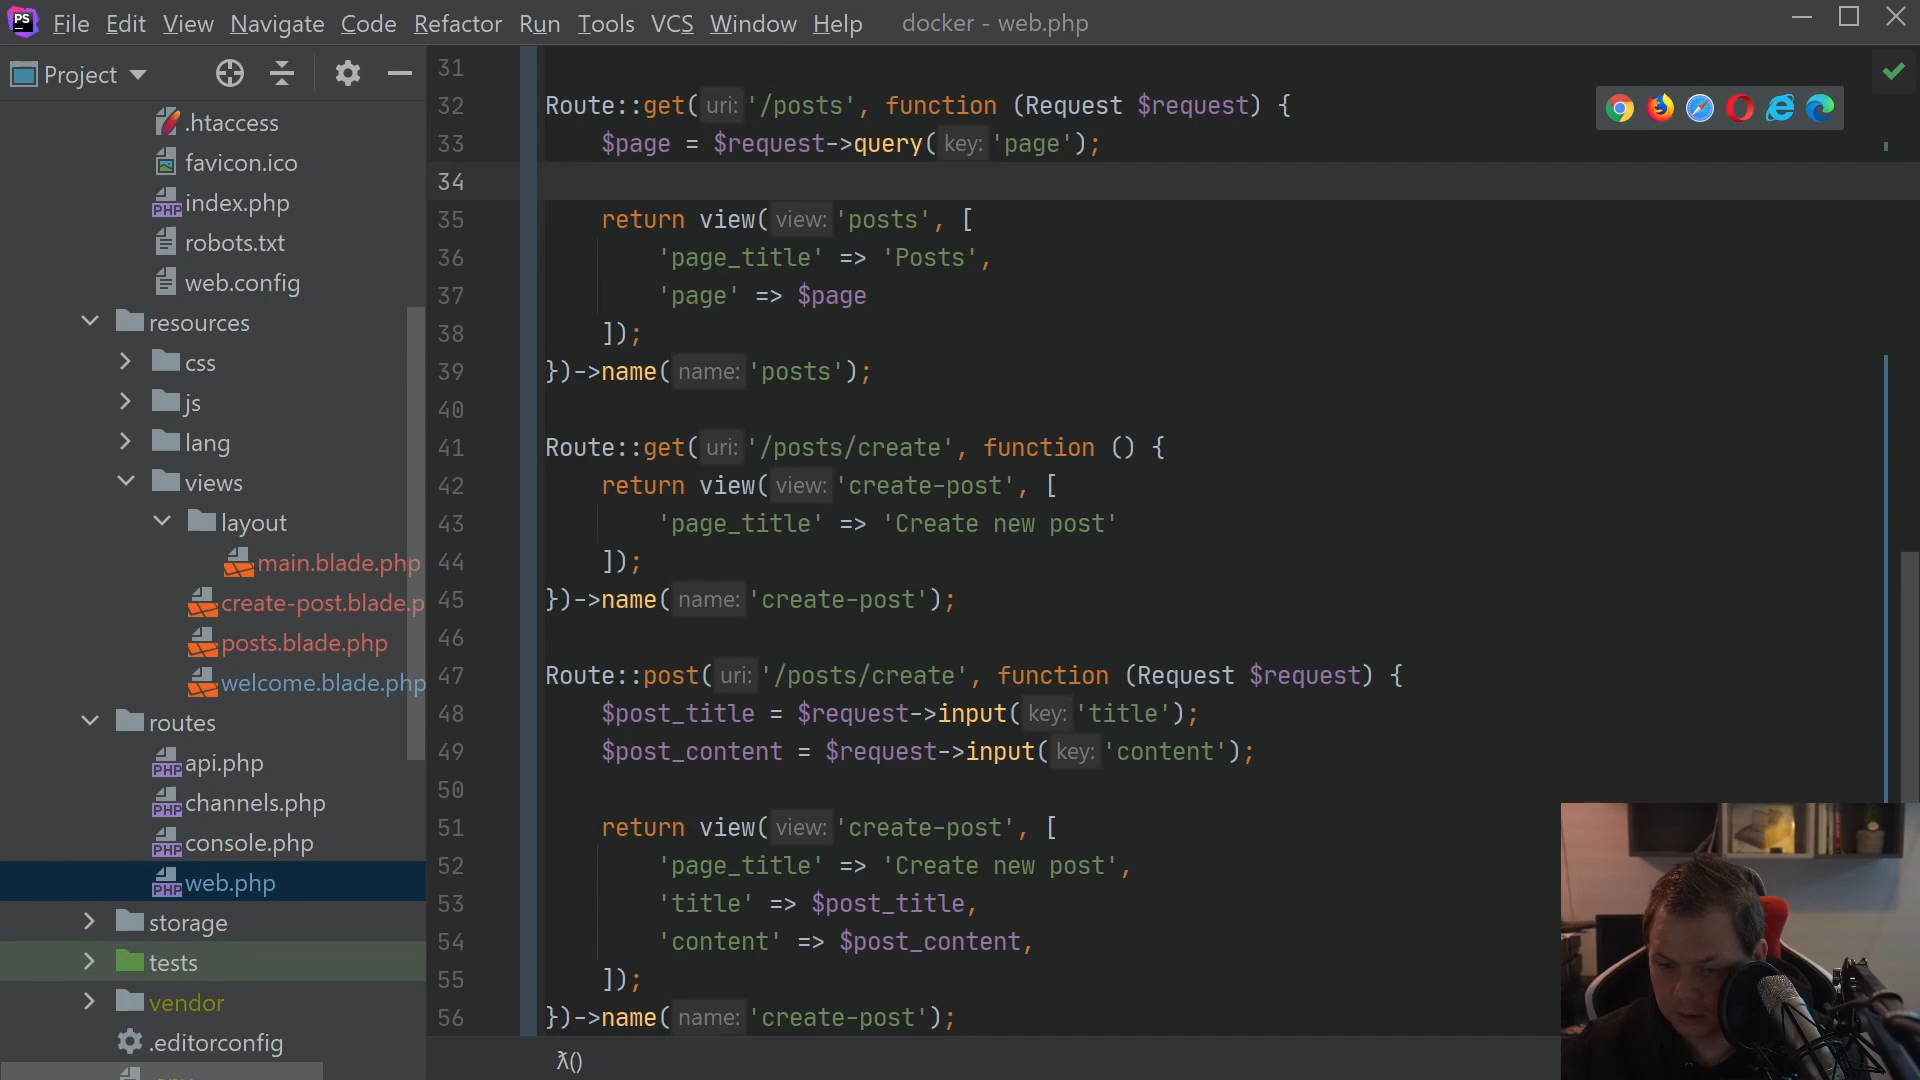 PS File Edit View Navigate Code Refactor Run Tools VCS Window Help docker - web.php
Project
.htaccess
favicon.ico
PHP index.php
robots.txt
web.config
resources
css
js
lang
views
layout
main.blade.php
create-post.blade.p
posts.blade.php
welcome.blade.php
routes
PHP api.php
PHP channels.php
PHP console.php
PHP web.php
storage
tests
vendor
.editorconfig
31
32 Route::get( uri: '/posts', function (Request $request) {
33 $page = $request->query( key: 'page');
34
35 return view( view: 'posts', [
36 'page_title' => 'Posts',
37 'page' => $page
38 ]);
39 })->name( name: 'posts');
40
41 Route::get( uri: '/posts/create', function () {
42 return view( view: 'create-post', [
43 'page_title' => 'Create new post'
44 ]);
45 })->name( name: 'create-post');
46
47 Route::post( uri: '/posts/create', function (Request $request) {
48 $post_title = $request->input( key: 'title');
49 $post_content = $request->input( key: 'content');
50
51 return view( view: 'create-post', [
52 'page_title' => 'Create new post',
53 'title' => $post_title,
54 'content' => $post_content,
55 ]);
56 })->name( name: 'create-post');
ƛ()